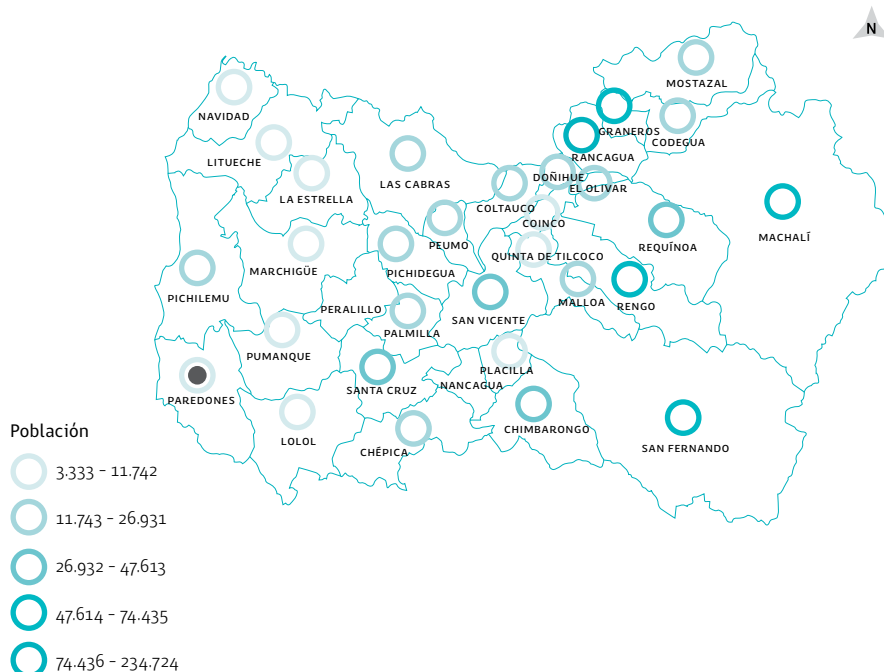 N
MOSTAZAL
NAVIDAD
GRANEROS
CODEGUA
RANCAGUA
LITUECHE
LAS CABRAS
DOÑIHUE
EL OLIVAR
LA ESTRELLA
COLTAUCO
COINCO
MACHALÍ
PEUMO
REQUÍNOA
QUINTA DE TILCOCO
MARCHIGÜE
PICHIDEGUA
PICHILEMU
MALLOA
RENGO
PERALILLO
SAN VICENTE
PALMILLA
PUMANQUE
PLACILLA
NANCAGUA
SANTA CRUZ
PAREDONES
CHIMBARONGO
LOLOL
SAN FERNANDO
CHÉPICA
Población
3.333 - 11.742
11.743 - 26.931
26.932 - 47.613
47.614 - 74.435
74.436 - 234.724